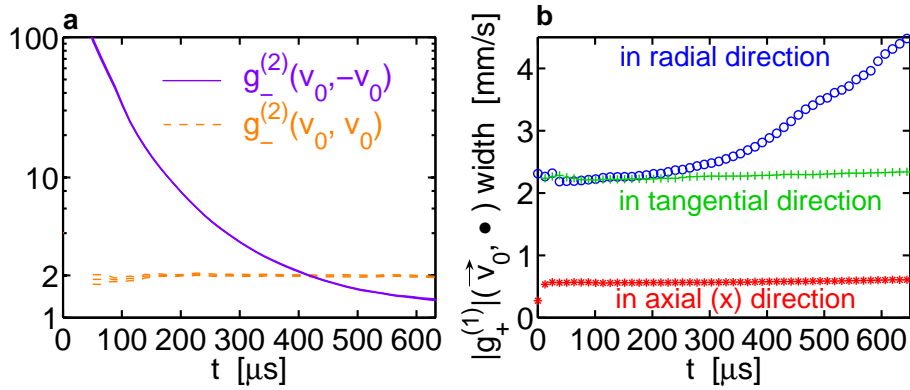 a
100
10
2
1
0 100 200 300 400 500 600
t [μs]
g₋⁽²⁾(v₀,-v₀)
g₋⁽²⁾(v₀, v₀)
b
|g₊⁽¹⁾|(v⃗₀, •) width [mm/s]
4
2
0
0 100 200 300 400 500 600
t [μs]
in radial direction
in tangential direction
in axial (x) direction